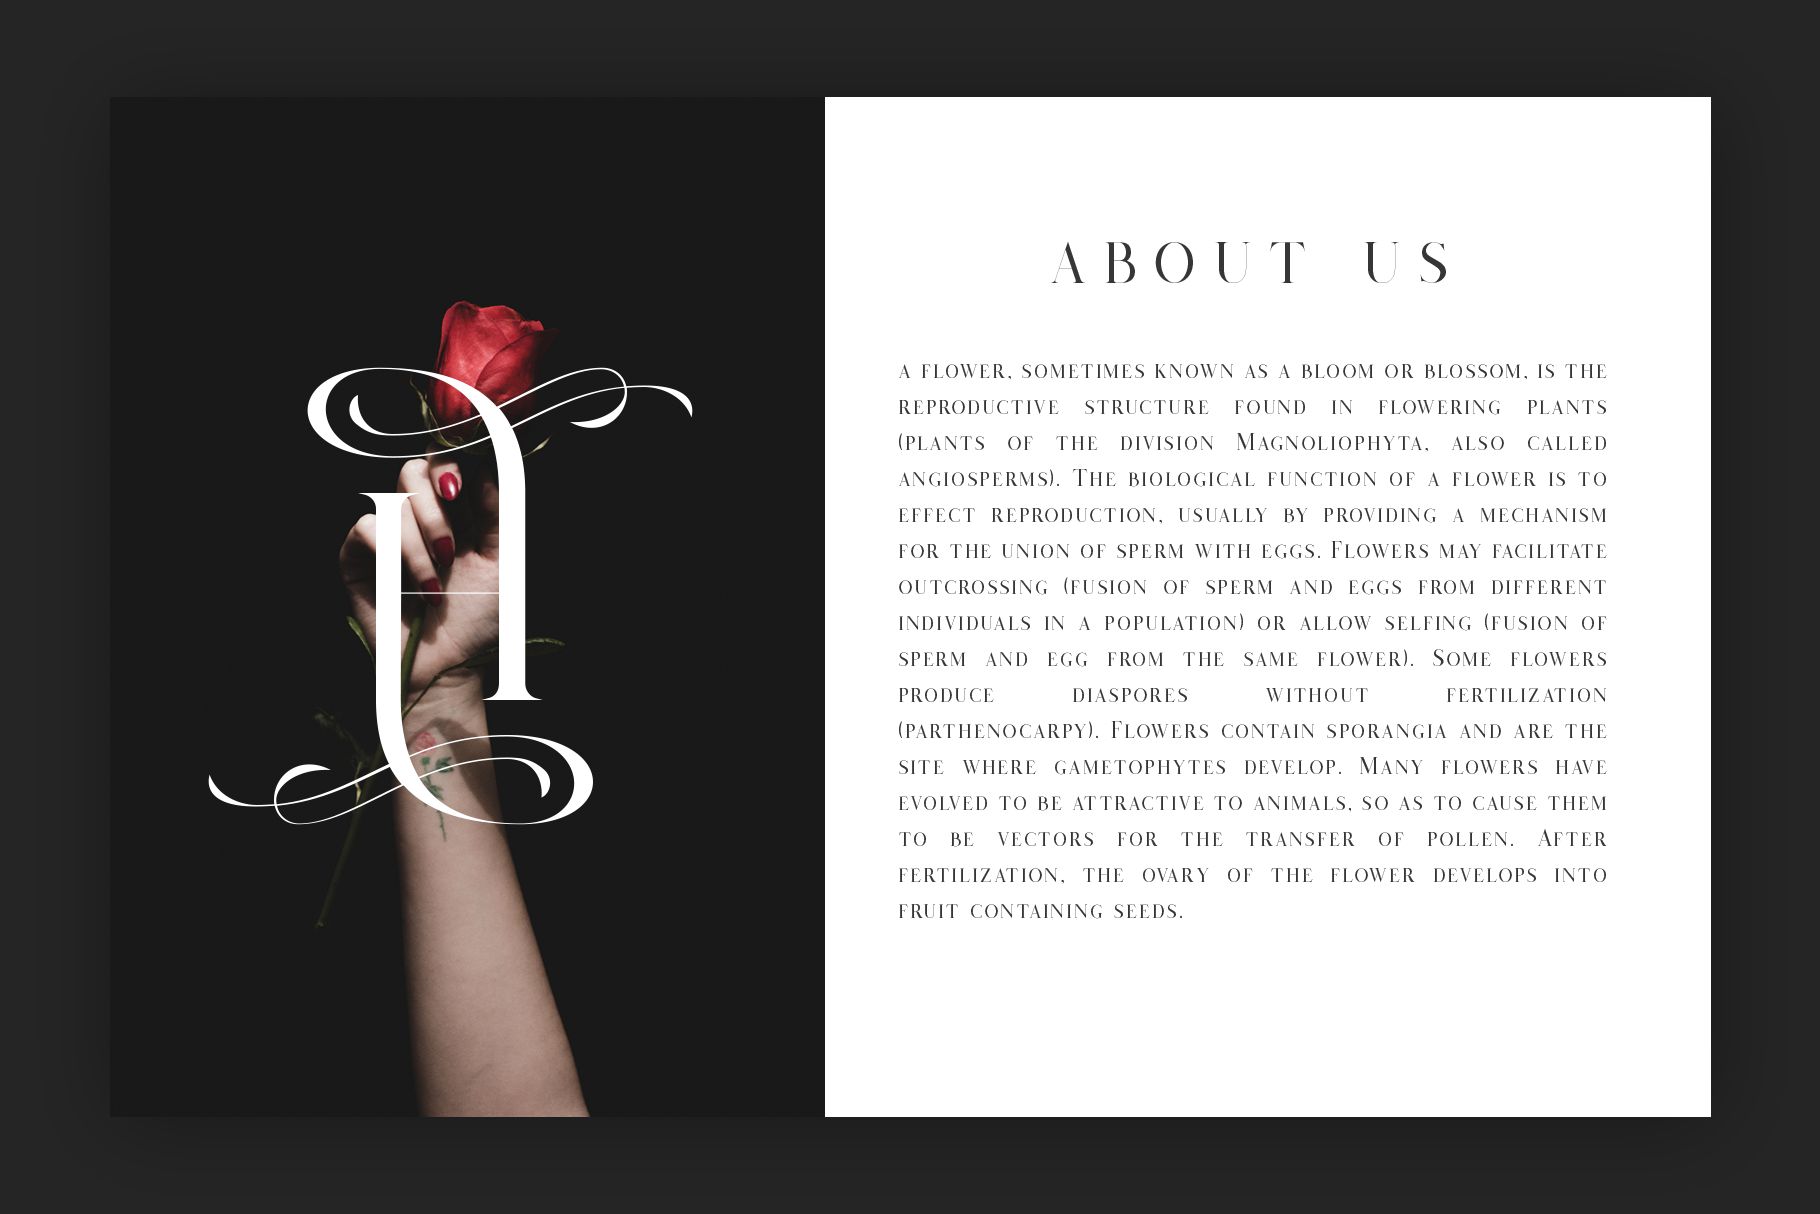 ABOUT US
A FLOWER, SOMETIMES KNOWN AS A BLOOM OR BLOSSOM, IS THE
REPRODUCTIVE STRUCTURE FOUND IN FLOWERING PLANTS
(PLANTS OF THE DIVISION MAGNOLIOPHYTA, ALSO CALLED
ANGIOSPERMS). THE BIOLOGICAL FUNCTION OF A FLOWER IS TO
EFFECT REPRODUCTION, USUALLY BY PROVIDING A MECHANISM
FOR THE UNION OF SPERM WITH EGGS. FLOWERS MAY FACILITATE
OUTCROSSING (FUSION OF SPERM AND EGGS FROM DIFFERENT
INDIVIDUALS IN A POPULATION) OR ALLOW SELFING (FUSION OF
SPERM AND EGG FROM THE SAME FLOWER). SOME FLOWERS
PRODUCE DIASPORES WITHOUT FERTILIZATION
(PARTHENOCARPY). FLOWERS CONTAIN SPORANGIA AND ARE THE
SITE WHERE GAMETOPHYTES DEVELOP. MANY FLOWERS HAVE
EVOLVED TO BE ATTRACTIVE TO ANIMALS, SO AS TO CAUSE THEM
TO BE VECTORS FOR THE TRANSFER OF POLLEN. AFTER
FERTILIZATION, THE OVARY OF THE FLOWER DEVELOPS INTO
FRUIT CONTAINING SEEDS.